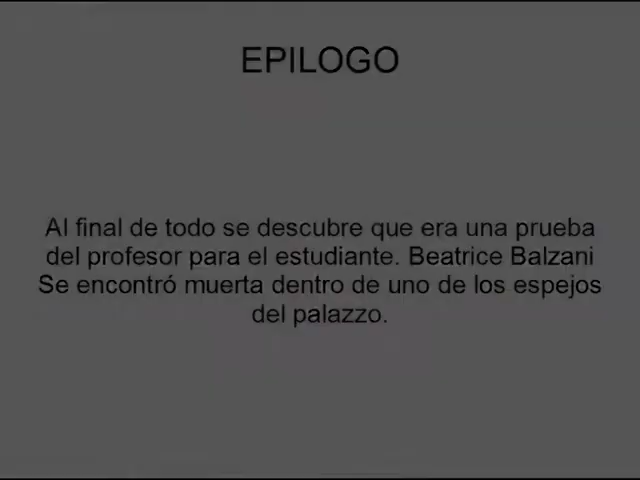 EPILOGO
Al final de todo se descubre que era una prueba
del profesor para el estudiante. Beatrice Balzani
Se encontró muerta dentro de uno de los espejos
del palazzo.